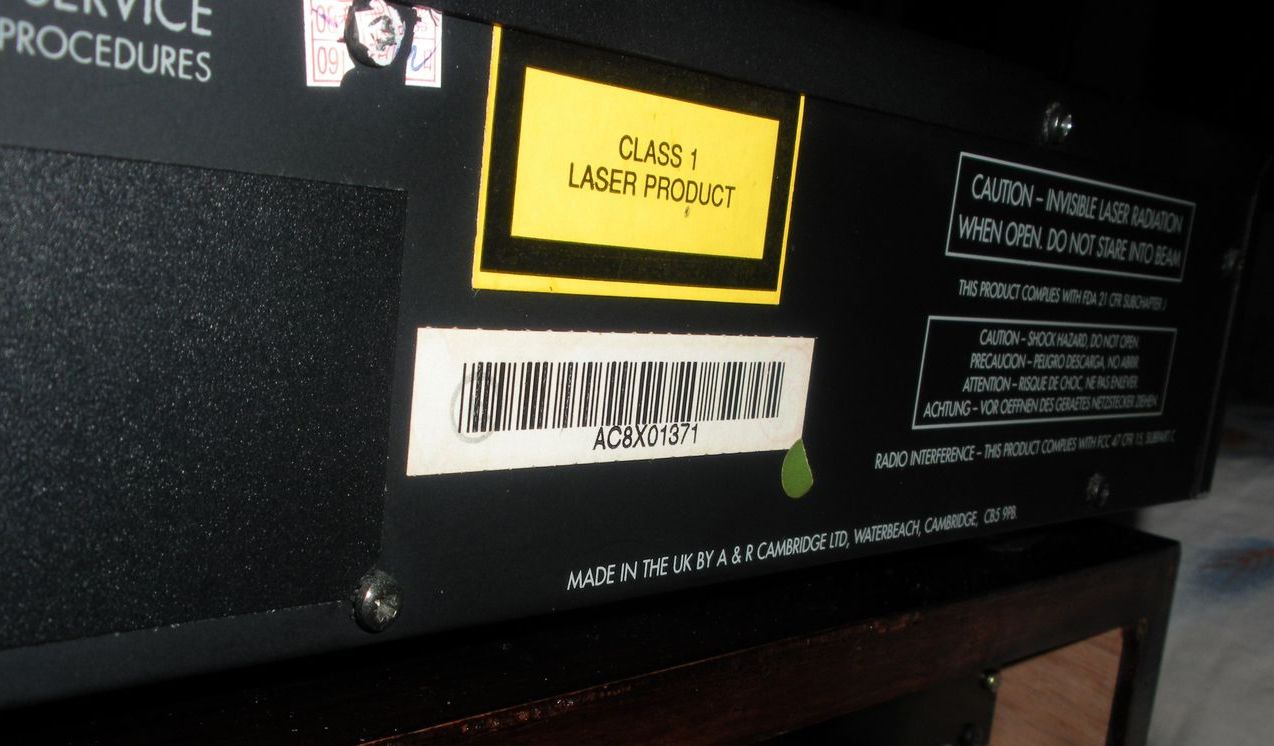 SERVICE
PROCEDURES
09
CLASS 1
LASER PRODUCT
AC8X01371
CAUTION – INVISIBLE LASER RADIATION
WHEN OPEN. DO NOT STARE INTO BEAM
THIS PRODUCT COMPLIES WITH FDA 21 CFR SUBCHAPTER J
CAUTION – SHOCK HAZARD, DO NOT OPEN.
PRECAUCION – PELIGRO DESCARGA, NO ABRIR.
ATTENTION – RISQUE DE CHOC, NE PAS ENLEVER.
ACHTUNG – VOR OEFFNEN DES GERAETES NETZSTECKER ZIEHEN.
RADIO INTERFERENCE – THIS PRODUCT COMPLIES WITH FCC 47 CFR 15, SUBPART C
MADE IN THE UK BY A & R CAMBRIDGE LTD, WATERBEACH, CAMBRIDGE, CB5 9PB.